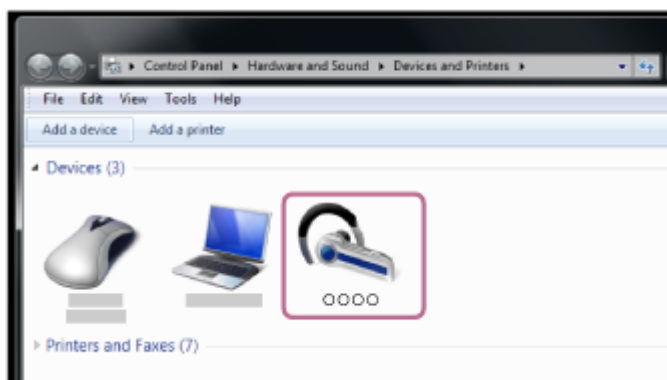 Control Panel ▸ Hardware and Sound ▸ Devices and Printers ▸
File Edit View Tools Help
Add a device Add a printer
Devices (3)
OOOO
Printers and Faxes (7)